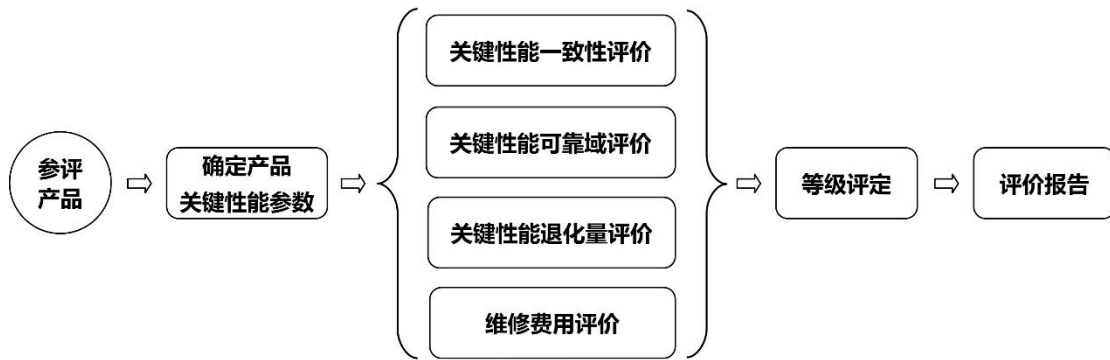 参评
产品
确定产品
关键性能参数
关键性能一致性评价
关键性能可靠域评价
关键性能退化量评价
维修费用评价
等级评定
评价报告